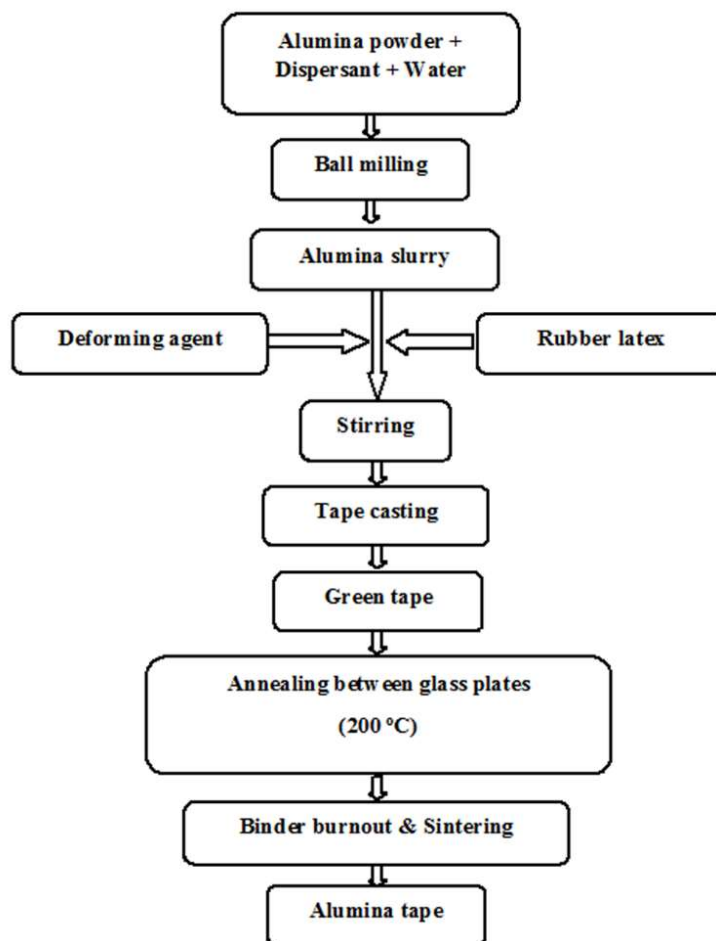 Alumina powder +
Dispersant + Water
Ball milling
Alumina slurry
Deforming agent
Rubber latex
Stirring
Tape casting
Green tape
Annealing between glass plates
(200 ºC)
Binder burnout & Sintering
Alumina tape